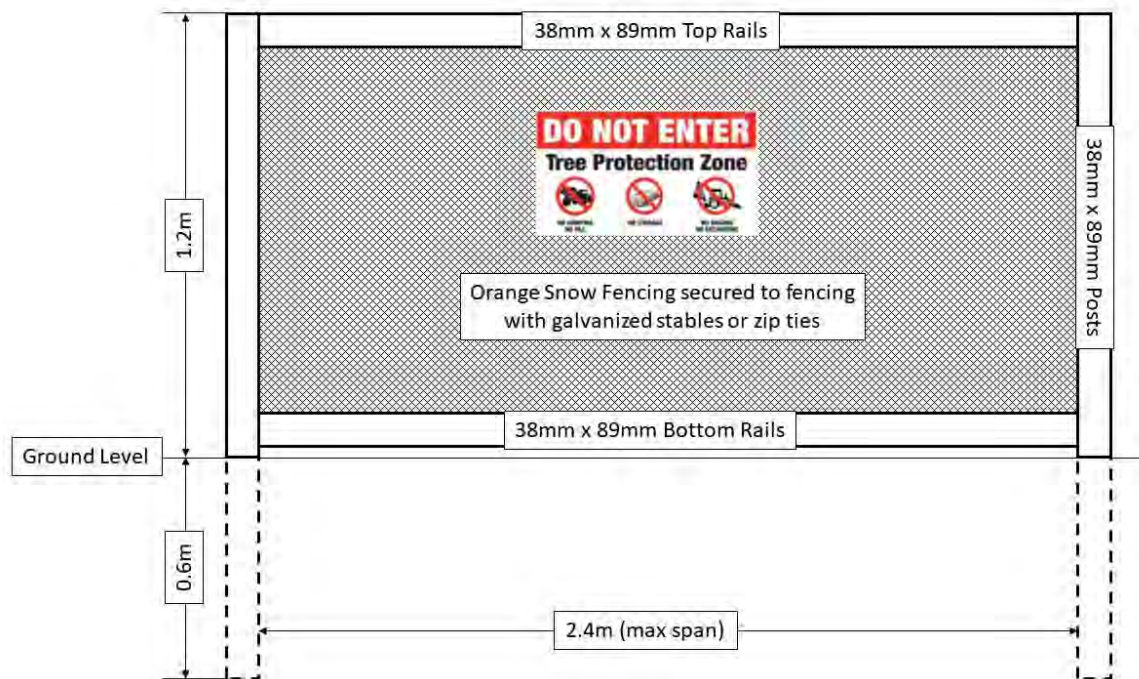 38mm x 89mm Top Rails
DO NOT ENTER
Tree Protection Zone
NO STORAGE
1.2m
38mm x 89mm Posts
Orange Snow Fencing secured to fencing
with galvanized stables or zip ties
38mm x 89mm Bottom Rails
Ground Level
0.6m
2.4m (max span)